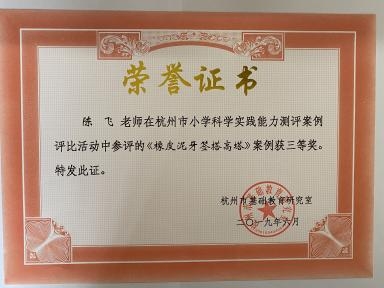 荣誉证书
陈飞 老师在杭州市小学科学实践能力测评案例
评比活动中参评的《橡皮泥牙签搭高塔》案例获三等奖。
特发此证。
杭州市基础教育研究室
二〇一九年六月